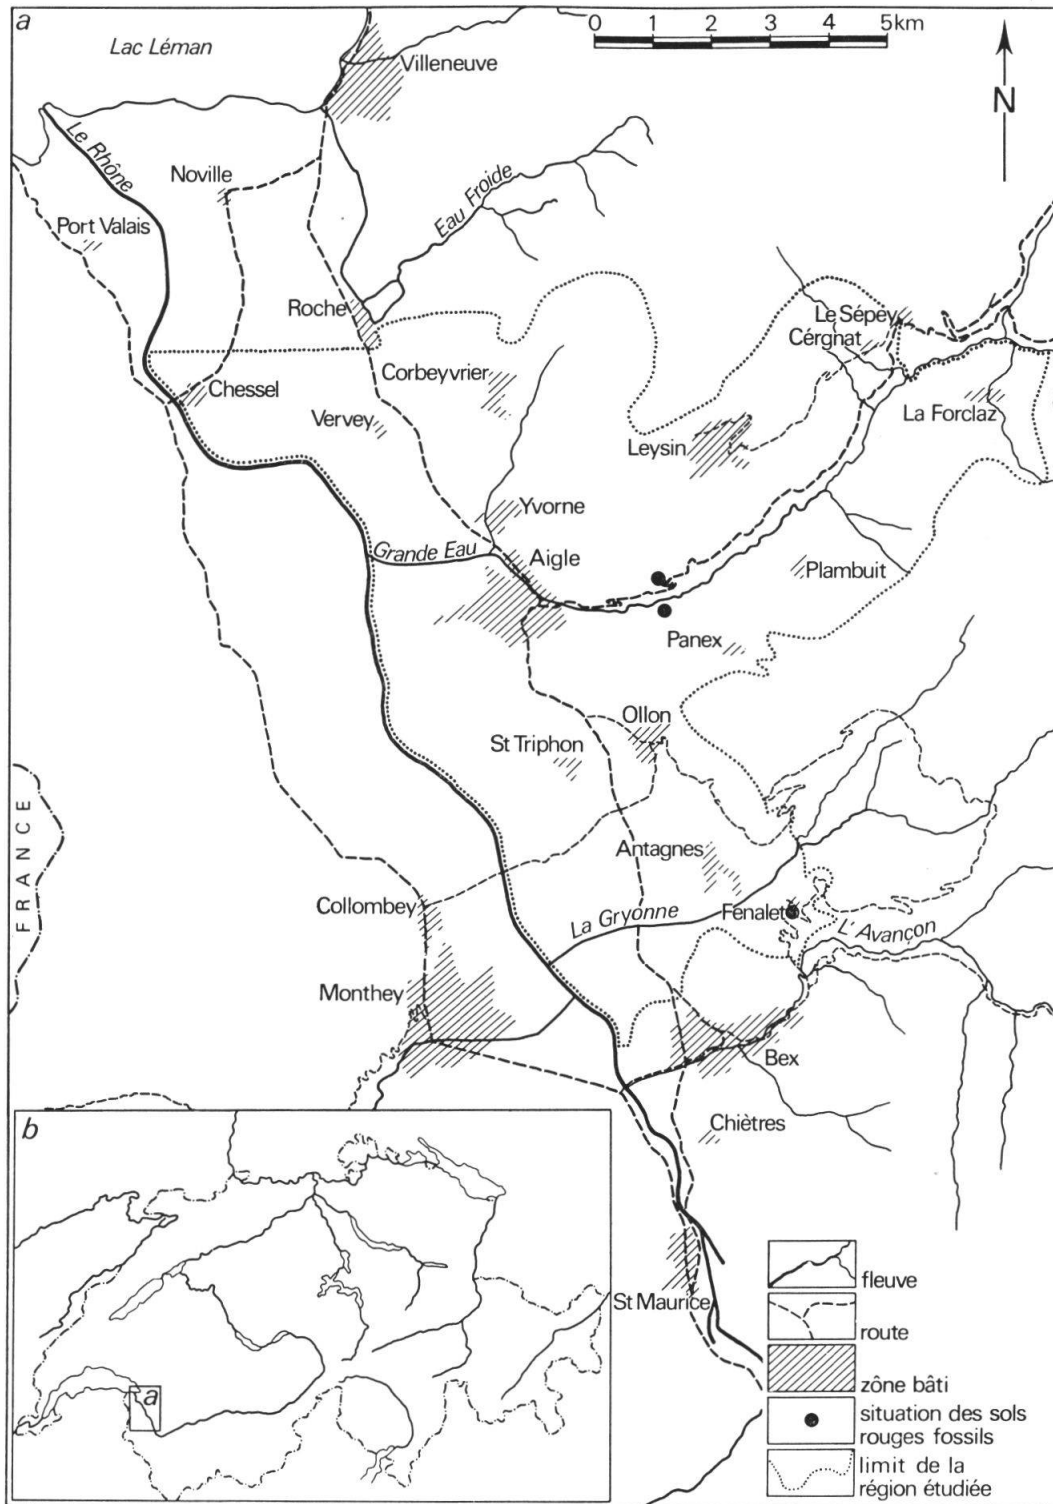 a
Lac Léman
0 1 2 3 4 5km
Villeneuve
N
Le Rhône
Noville
Eau Froide
Port Valais
Roche
Le Sépey
Cérgnat
Corbeyvrier
Chessel
La Forclaz
Vervey
Leysin
Yvorne
Grande Eau
Aigle
Plambuit
Panex
Ollon
St Triphon
FRANCE
Antagnes
Collombey
La Gryonne
Fenalet
L'Avançon
Monthey
Bex
Chiètres
b
St Maurice
a
fleuve
route
zône bâti
situation des sols
rouges fossils
limit de la
région étudiée